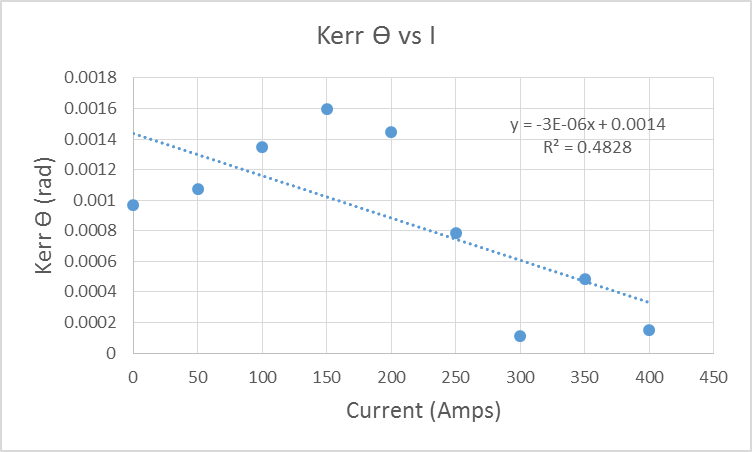 Kerr Ө vs I
0.0018
0.0016
0.0014
0.0012
0.001
0.0008
0.0006
0.0004
0.0002
0
Kerr Ө (rad)
y = -3E-06x + 0.0014
R² = 0.4828
0 50 100 150 200 250 300 350 400 450
Current (Amps)